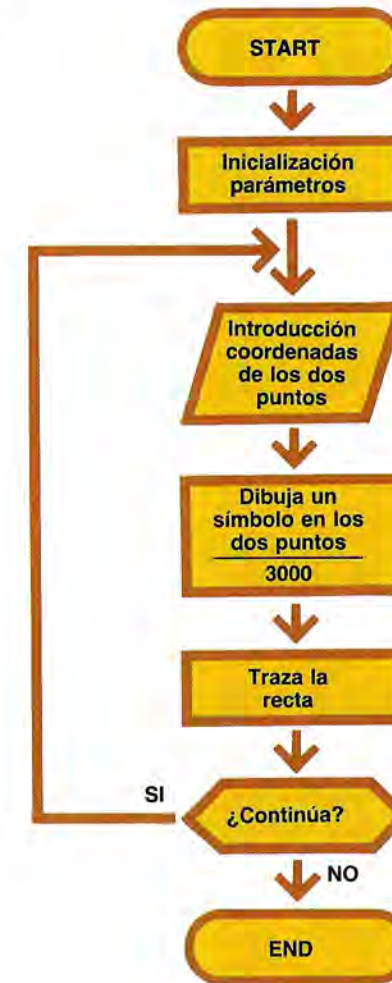 START
Inicialización
parámetros
Introducción
coordenadas
de los dos
puntos
Dibuja un
símbolo en los
dos puntos
3000
Traza la
recta
¿Continúa?
SI
NO
END